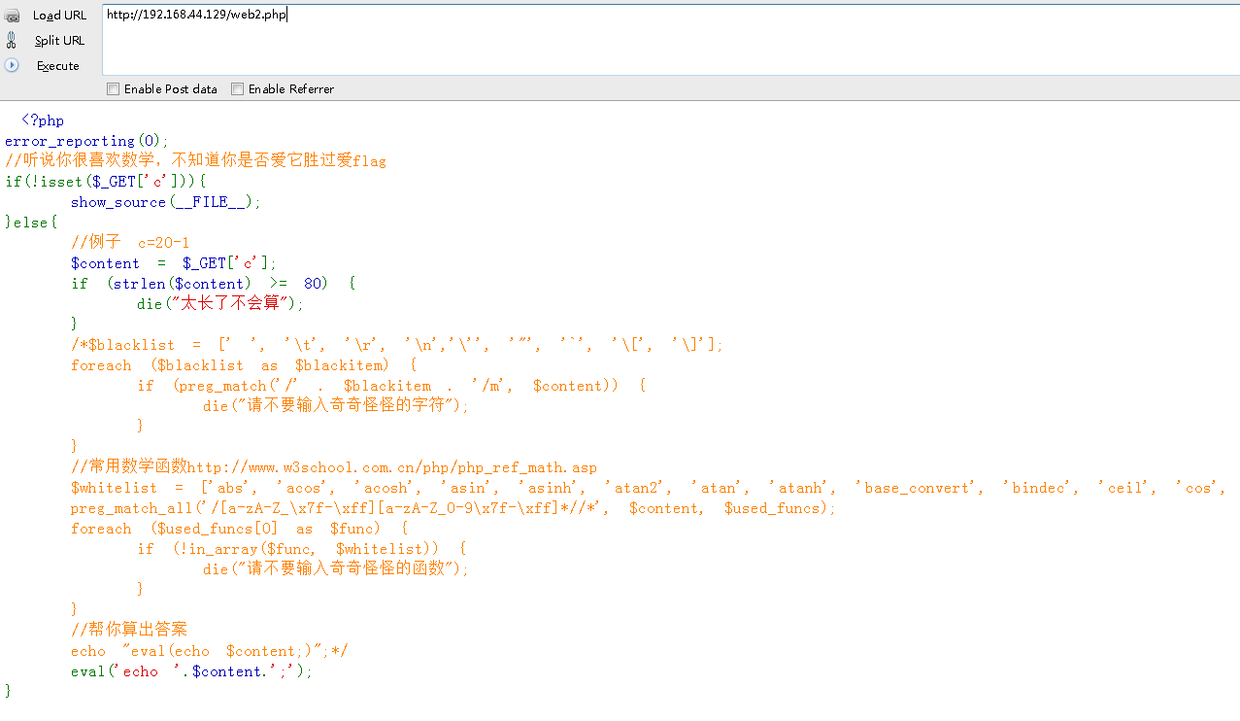 Load URL
http://192.168.44.129/web2.php
Split URL
Execute
Enable Post data Enable Referrer
<?php
error_reporting(0);
//听说你很喜欢数学，不知道你是否爱它胜过爱flag
if(!isset($_GET['c'])){
show_source(__FILE__);
}else{
//例子 c=20-1
$content = $_GET['c'];
if (strlen($content) >= 80) {
die("太长了不会算");
}
/*$blacklist = [' ', '\t', '\r', '\n','\'', '"', '`', '\[', '\]'];
foreach ($blacklist as $blackitem) {
if (preg_match('/' . $blackitem . '/m', $content)) {
die("请不要输入奇奇怪怪的字符");
}
}
//常用数学函数http://www.w3school.com.cn/php/php_ref_math.asp
$whitelist = ['abs', 'acos', 'acosh', 'asin', 'asinh', 'atan2', 'atan', 'atanh', 'base_convert', 'bindec', 'ceil', 'cos',
preg_match_all('/[a-zA-Z_\x7f-\xff][a-zA-Z_0-9\x7f-\xff]*//*', $content, $used_funcs);
foreach ($used_funcs[0] as $func) {
if (!in_array($func, $whitelist)) {
die("请不要输入奇奇怪怪的函数");
}
}
//帮你算出答案
echo "eval(echo $content;)";*/
eval('echo '.$content.';');
}